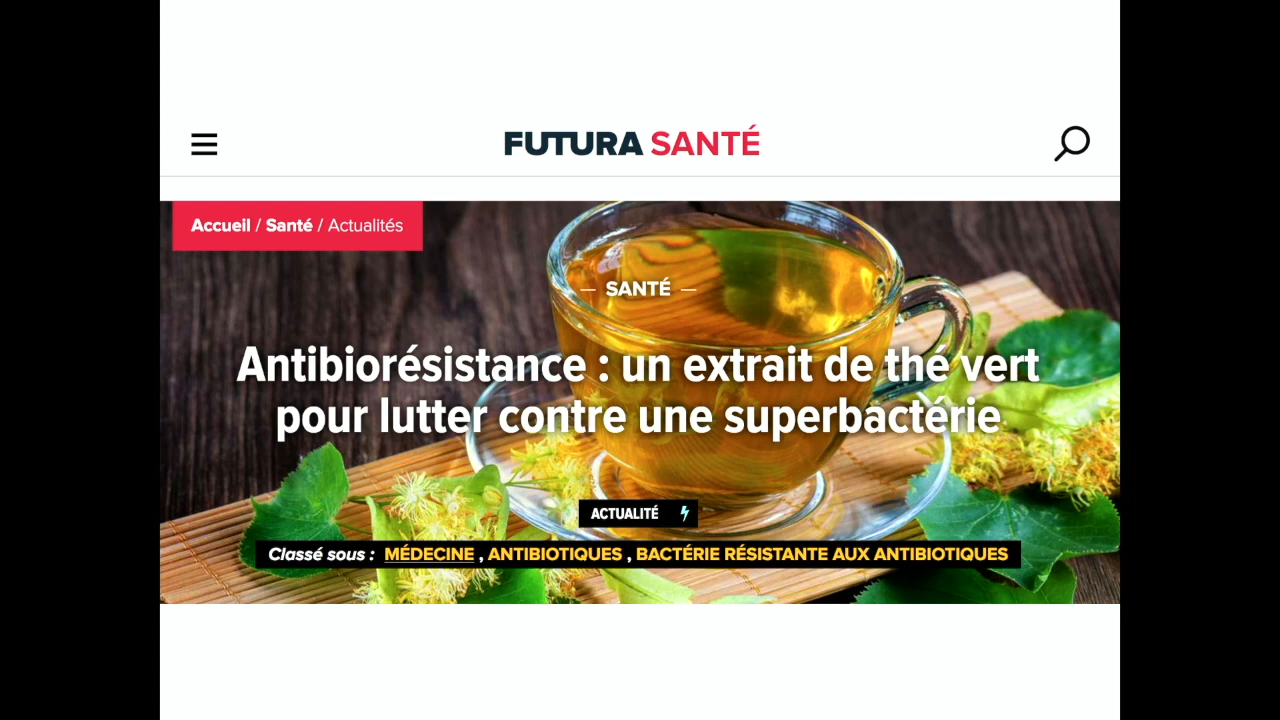 FUTURA SANTÉ
Accueil / Santé / Actualités
— SANTÉ —
Antibiorésistance : un extrait de thé vert
pour lutter contre une superbactérie
ACTUALITÉ
Classé sous : MÉDECINE , ANTIBIOTIQUES , BACTÉRIE RÉSISTANTE AUX ANTIBIOTIQUES